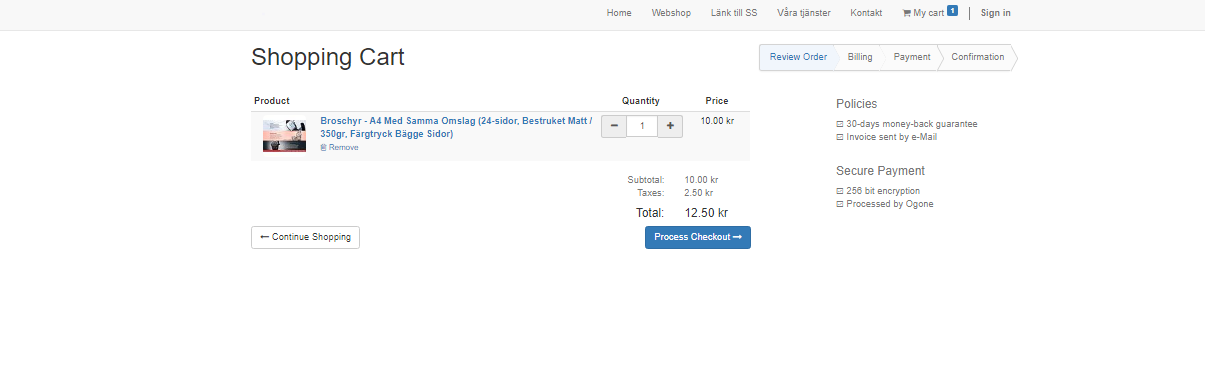 Home Webshop Länk till SS Våra tjänster Kontakt My cart 1 Sign in
Shopping Cart
Review Order Billing Payment Confirmation
Product Quantity Price
Broschyr - A4 Med Samma Omslag (24-sidor, Bestruket Matt /
350gr, Färgtryck Bägge Sidor)
Remove
1
10.00 kr
Subtotal: 10.00 kr
Taxes: 2.50 kr
Total: 12.50 kr
Continue Shopping
Process Checkout
Policies
30-days money-back guarantee
Invoice sent by e-Mail
Secure Payment
256 bit encryption
Processed by Ogone